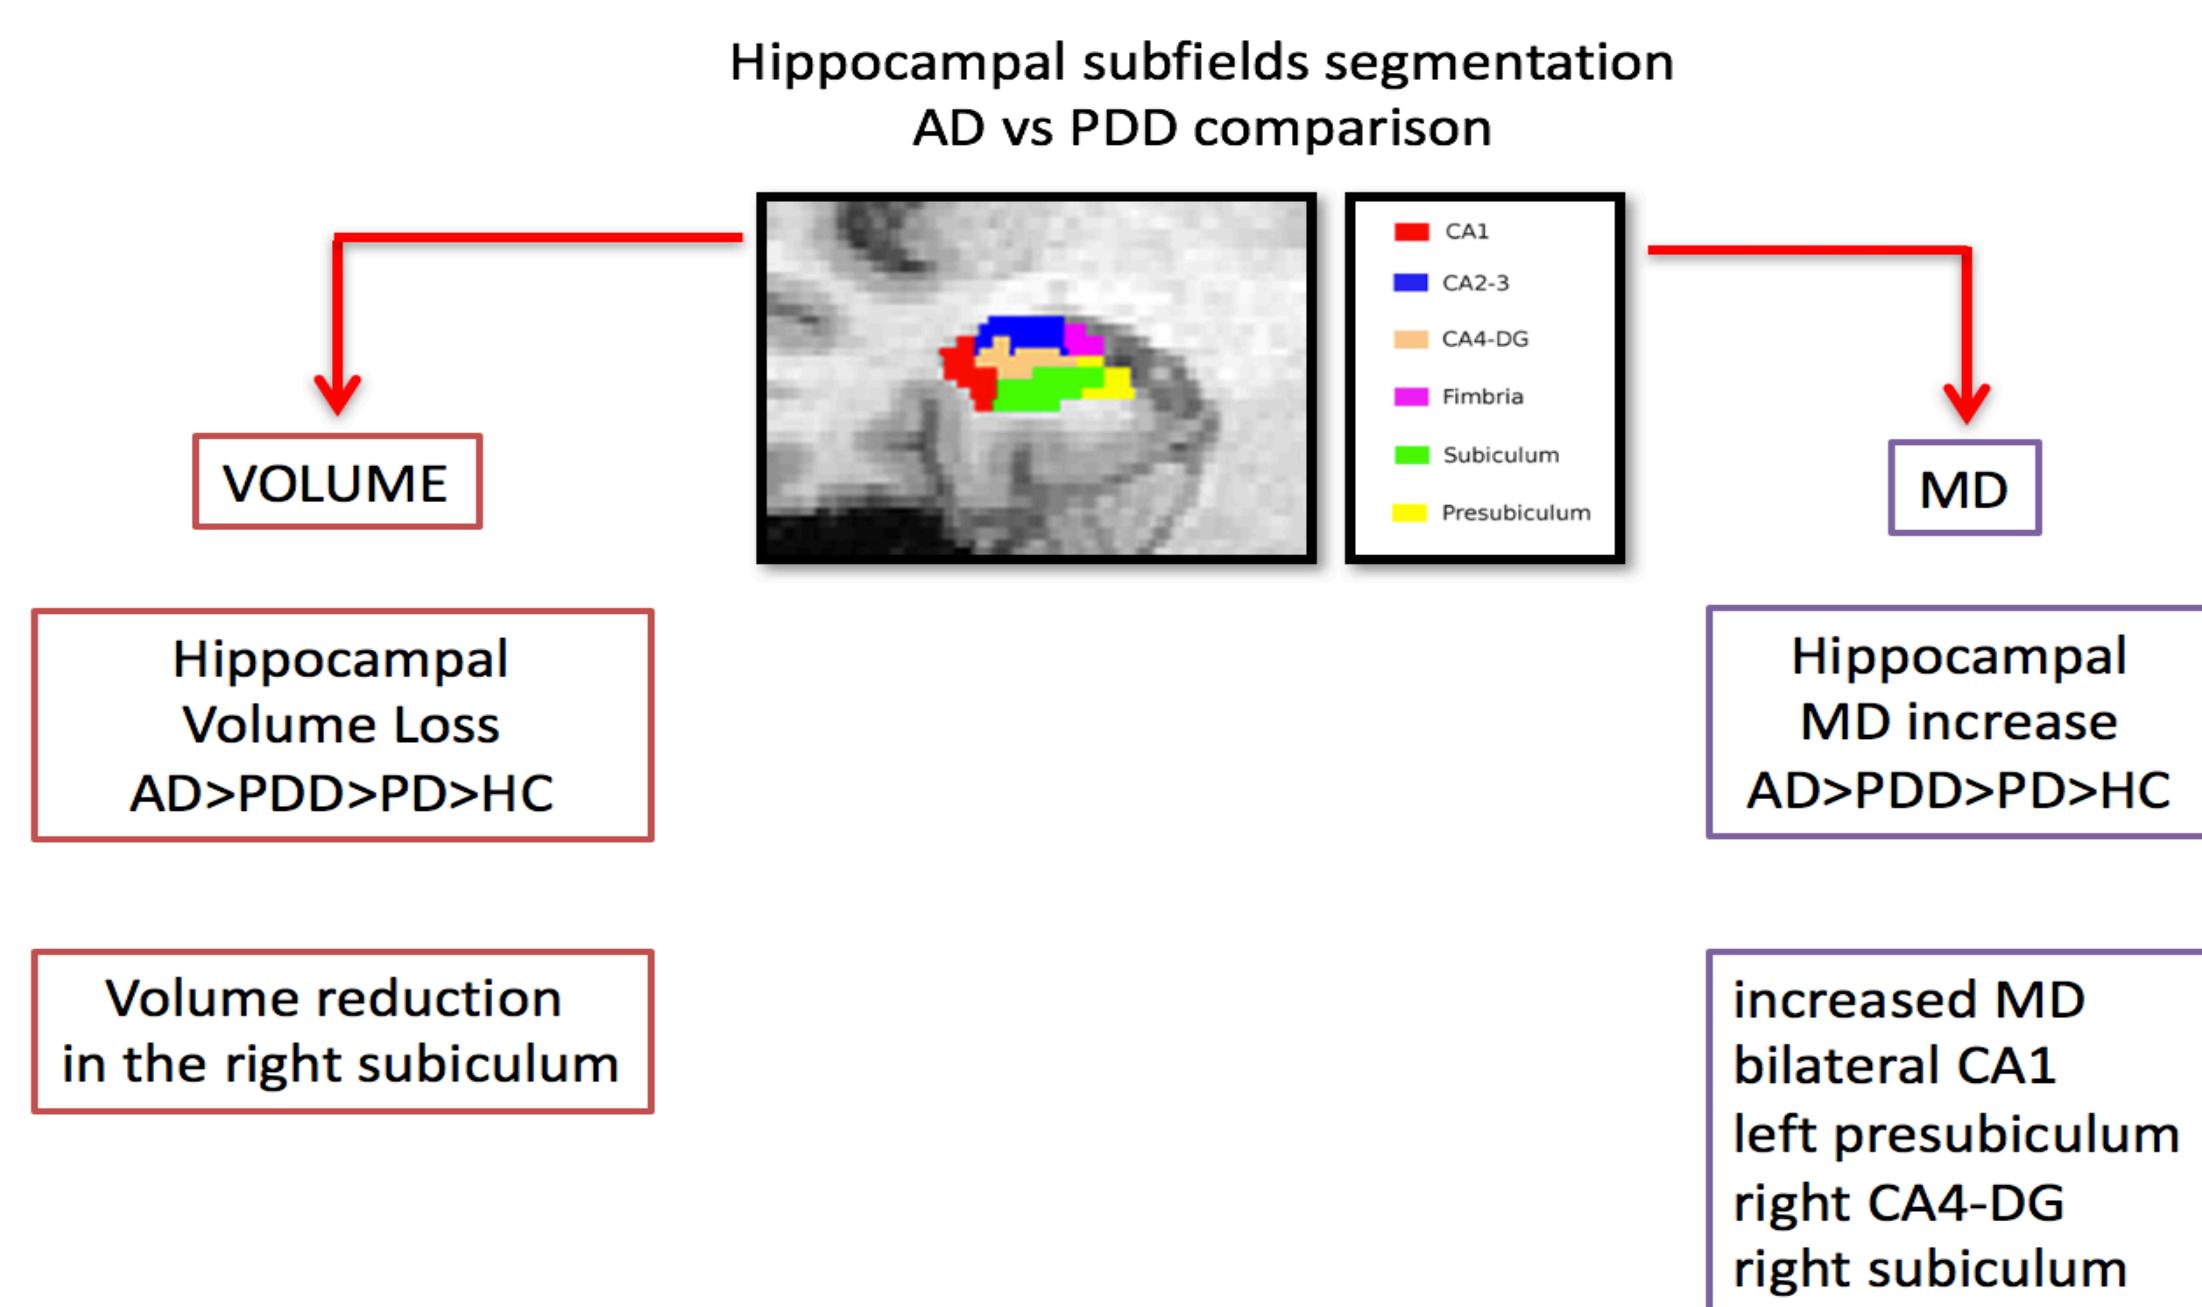 Hippocampal subfields segmentation
AD vs PDD comparison
CA1
CA2-3
CA4-DG
Fimbria
Subiculum
Presubiculum
VOLUME
MD
Hippocampal
Volume Loss
AD>PDD>PD>HC
Hippocampal
MD increase
AD>PDD>PD>HC
Volume reduction
in the right subiculum
increased MD
bilateral CA1
left presubiculum
right CA4-DG
right subiculum